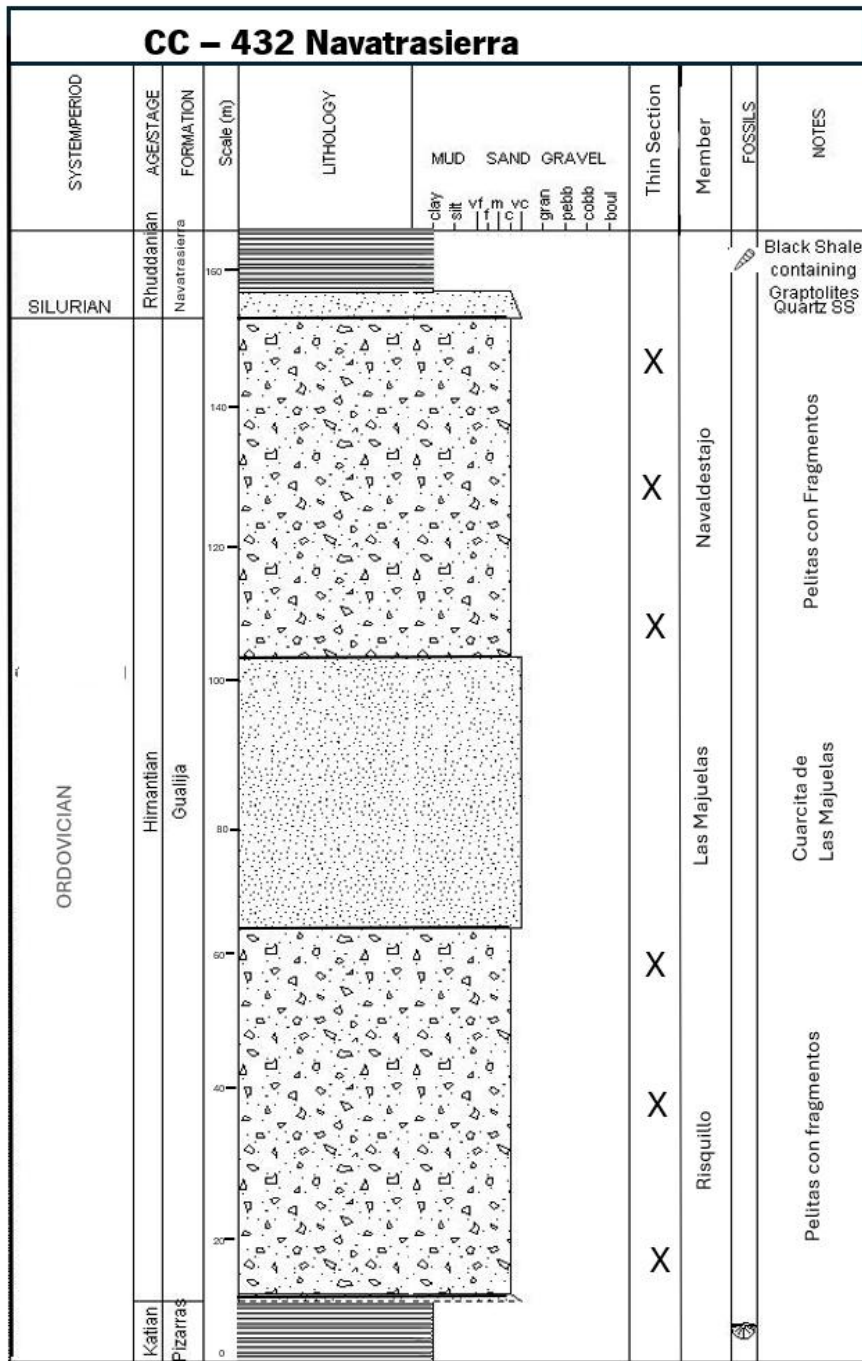 CC – 432 Navatrasierra
SYSTEM/PERIOD
AGE/STAGE
FORMATION
Scale (m)
LITHOLOGY
MUD SAND GRAVEL
clay
silt
vf
f
m
c
vc
gran
pebb
cobb
boul
Thin Section
Member
FOSSILS
NOTES
SILURIAN
Rhuddanian
Navatrasierra
160
Black Shale
containing
Graptolites
Quartz SS
ORDOVICIAN
Hirnantian
Gualija
140
120
100
80
60
40
20
0
X
X
X
X
X
X
Navaldestajo
Pelitas con Fragmentos
Las Majuelas
Cuarcita de
Las Majuelas
Risquillo
Pelitas con fragmentos
Katian
Pizarras